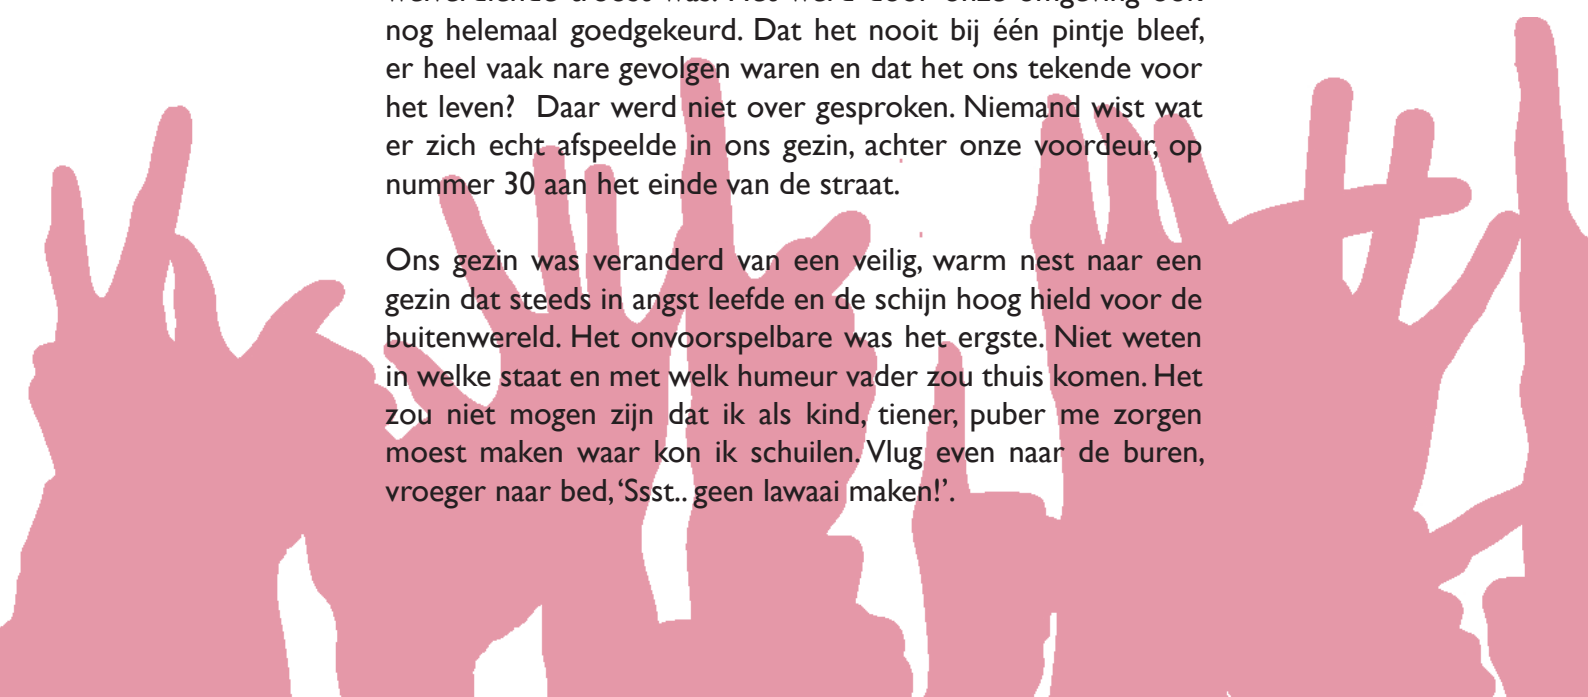 nog helemaal goedgekeurd. Dat het nooit bij één pintje bleef,
er heel vaak nare gevolgen waren en dat het ons tekende voor
het leven? Daar werd niet over gesproken. Niemand wist wat
er zich echt afspeelde in ons gezin, achter onze voordeur, op
nummer 30 aan het einde van de straat.
Ons gezin was veranderd van een veilig, warm nest naar een
gezin dat steeds in angst leefde en de schijn hoog hield voor de
buitenwereld. Het onvoorspelbare was het ergste. Niet weten
in welke staat en met welk humeur vader zou thuis komen. Het
zou niet mogen zijn dat ik als kind, tiener, puber me zorgen
moest maken waar kon ik schuilen. Vlug even naar de buren,
vroeger naar bed, ‘Ssst.. geen lawaai maken!’.